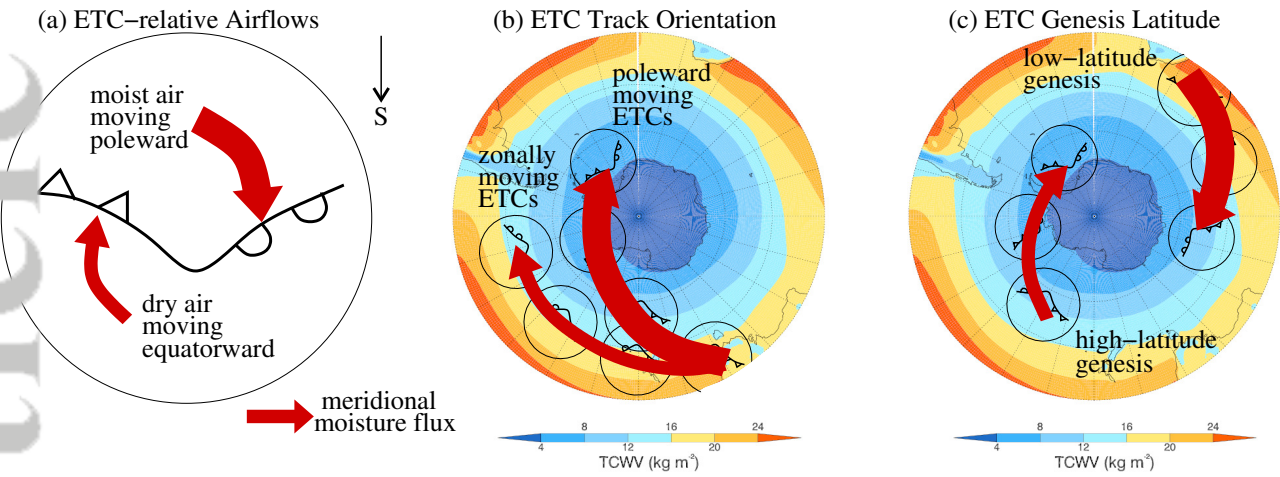 (a) ETC−relative Airflows
moist air
moving
poleward
S
dry air
moving
equatorward
meridional
moisture flux
(b) ETC Track Orientation
poleward
moving
ETCs
zonally
moving
ETCs
8 16 24
4 12 20
TCWV (kg m⁻²)
(c) ETC Genesis Latitude
low−latitude
genesis
high−latitude
genesis
8 16 24
4 12 20
TCWV (kg m⁻²)